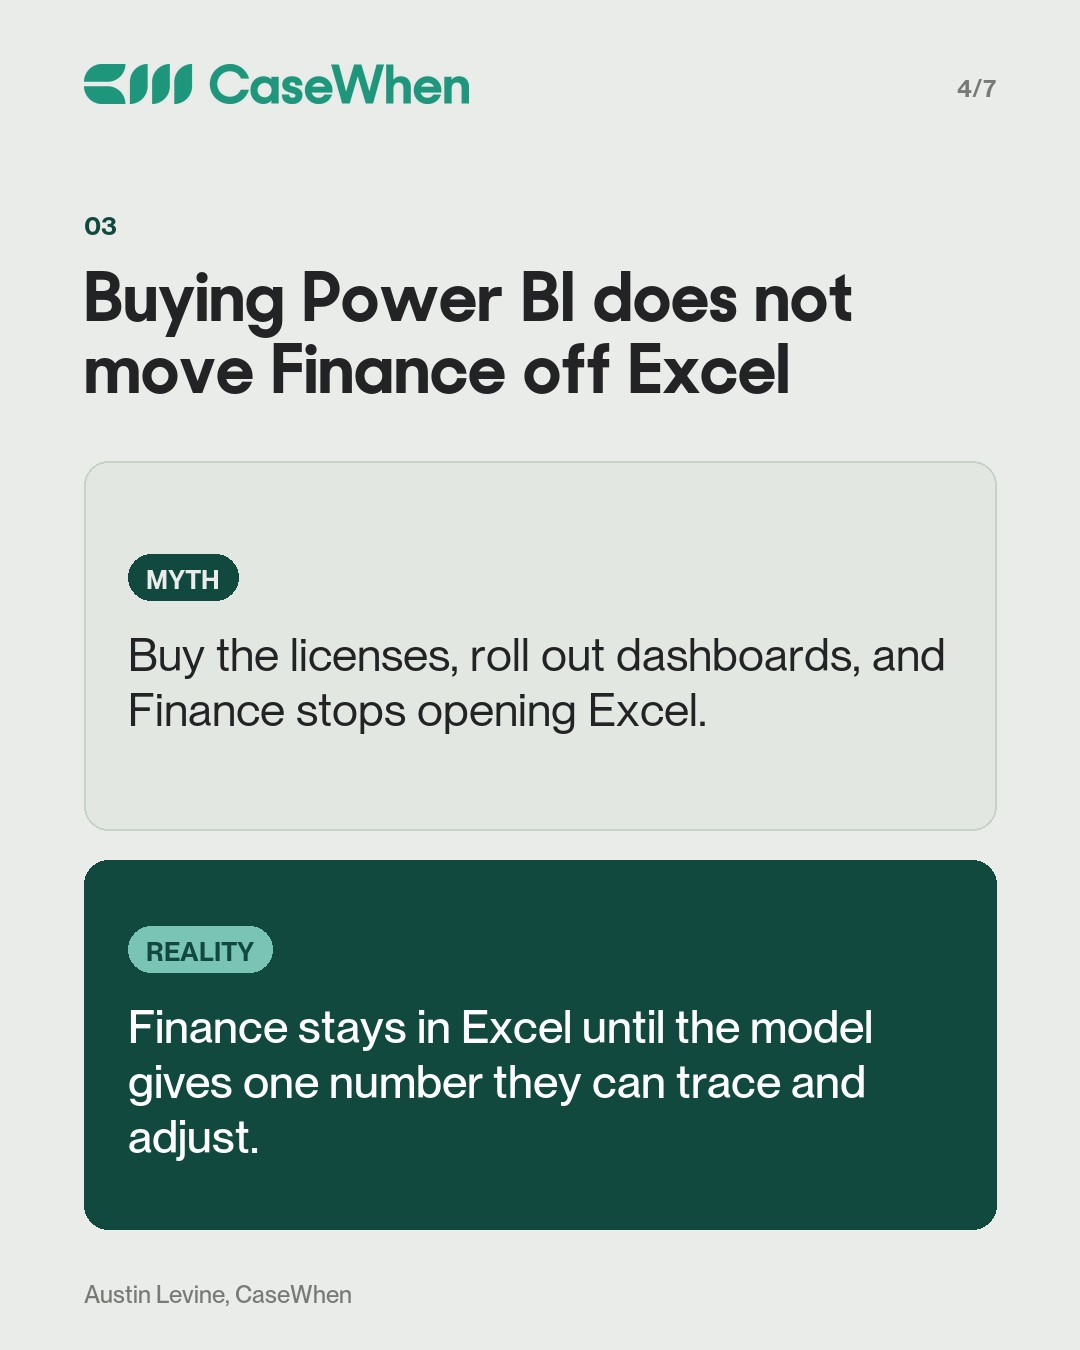 CaseWhen
4/7
03
Buying Power BI does not
move Finance off Excel
MYTH
Buy the licenses, roll out dashboards, and
Finance stops opening Excel.
REALITY
Finance stays in Excel until the model
gives one number they can trace and
adjust.
Austin Levine, CaseWhen